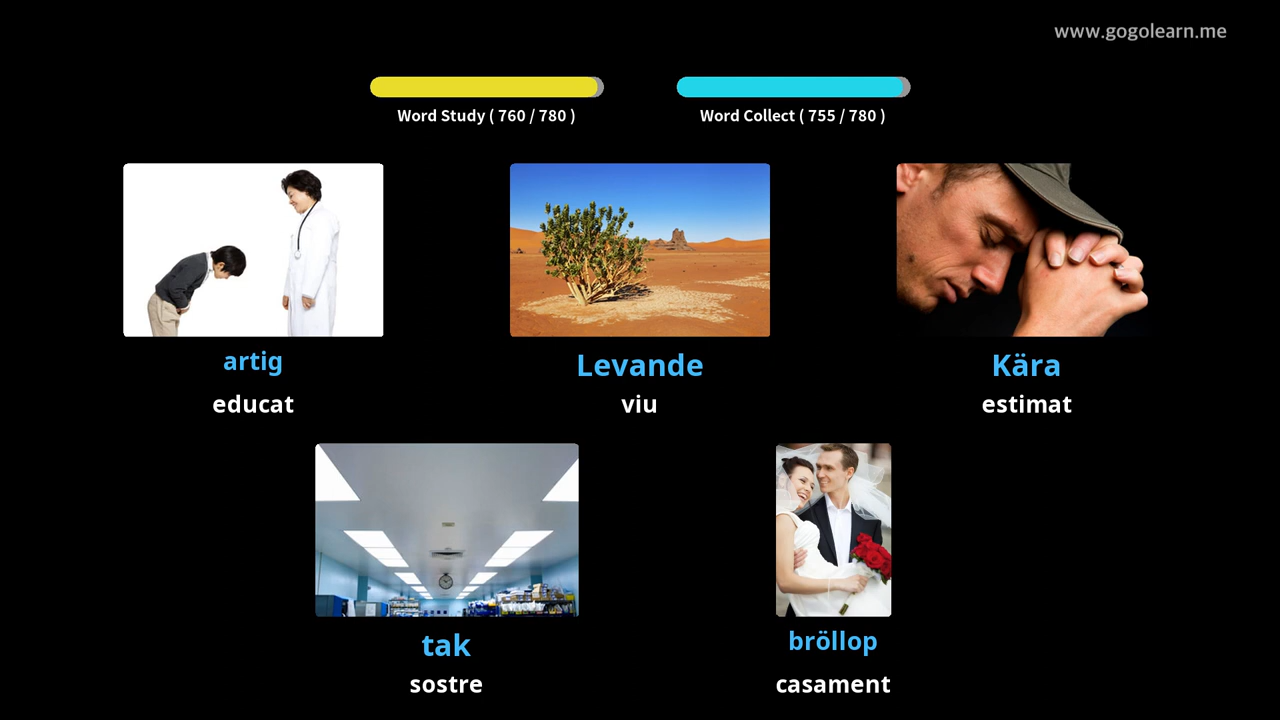 www.gogolearn.me
Word Study ( 760 / 780 )
Word Collect ( 755 / 780 )
artig
Levande
Kära
educat
viu
estimat
tak
bröllop
sostre
casament